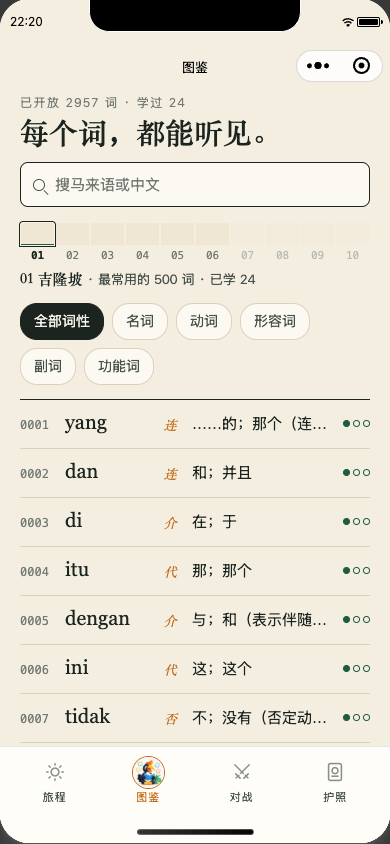 22:20
图鉴
已开放 2957 词 · 学过 24
每个词，都能听见。
搜马来语或中文
01 02 03 04 05 06 07 08 09 10
01 吉隆坡 · 最常用的 500 词 · 已学 24
全部词性 名词 动词 形容词
副词 功能词
0001 yang 连 ……的；那个（连…
0002 dan 连 和；并且
0003 di 介 在；于
0004 itu 代 那；那个
0005 dengan 介 与；和（表示伴随…
0006 ini 代 这；这个
0007 tidak 否 不；没有（否定动…
旅程 图鉴 对战 护照